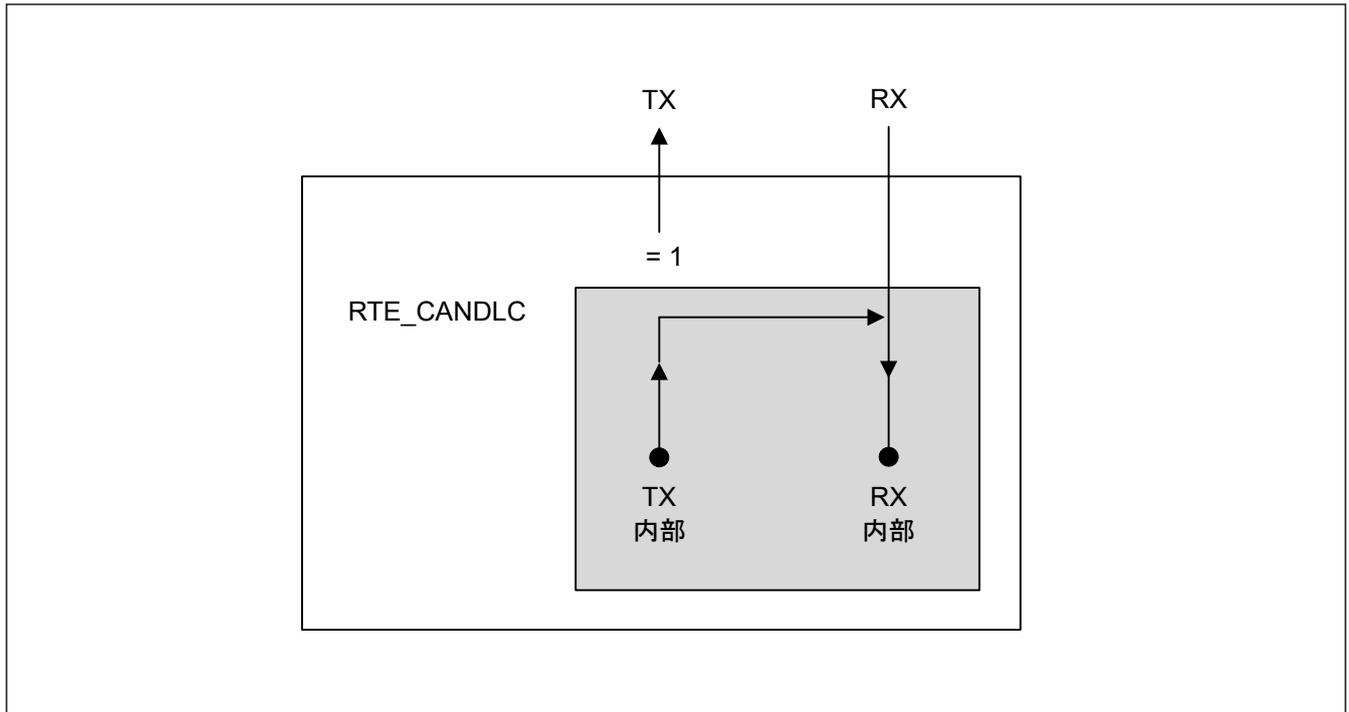 TX
RX
= 1
RTE_CANDLC
TX
内部
RX
内部